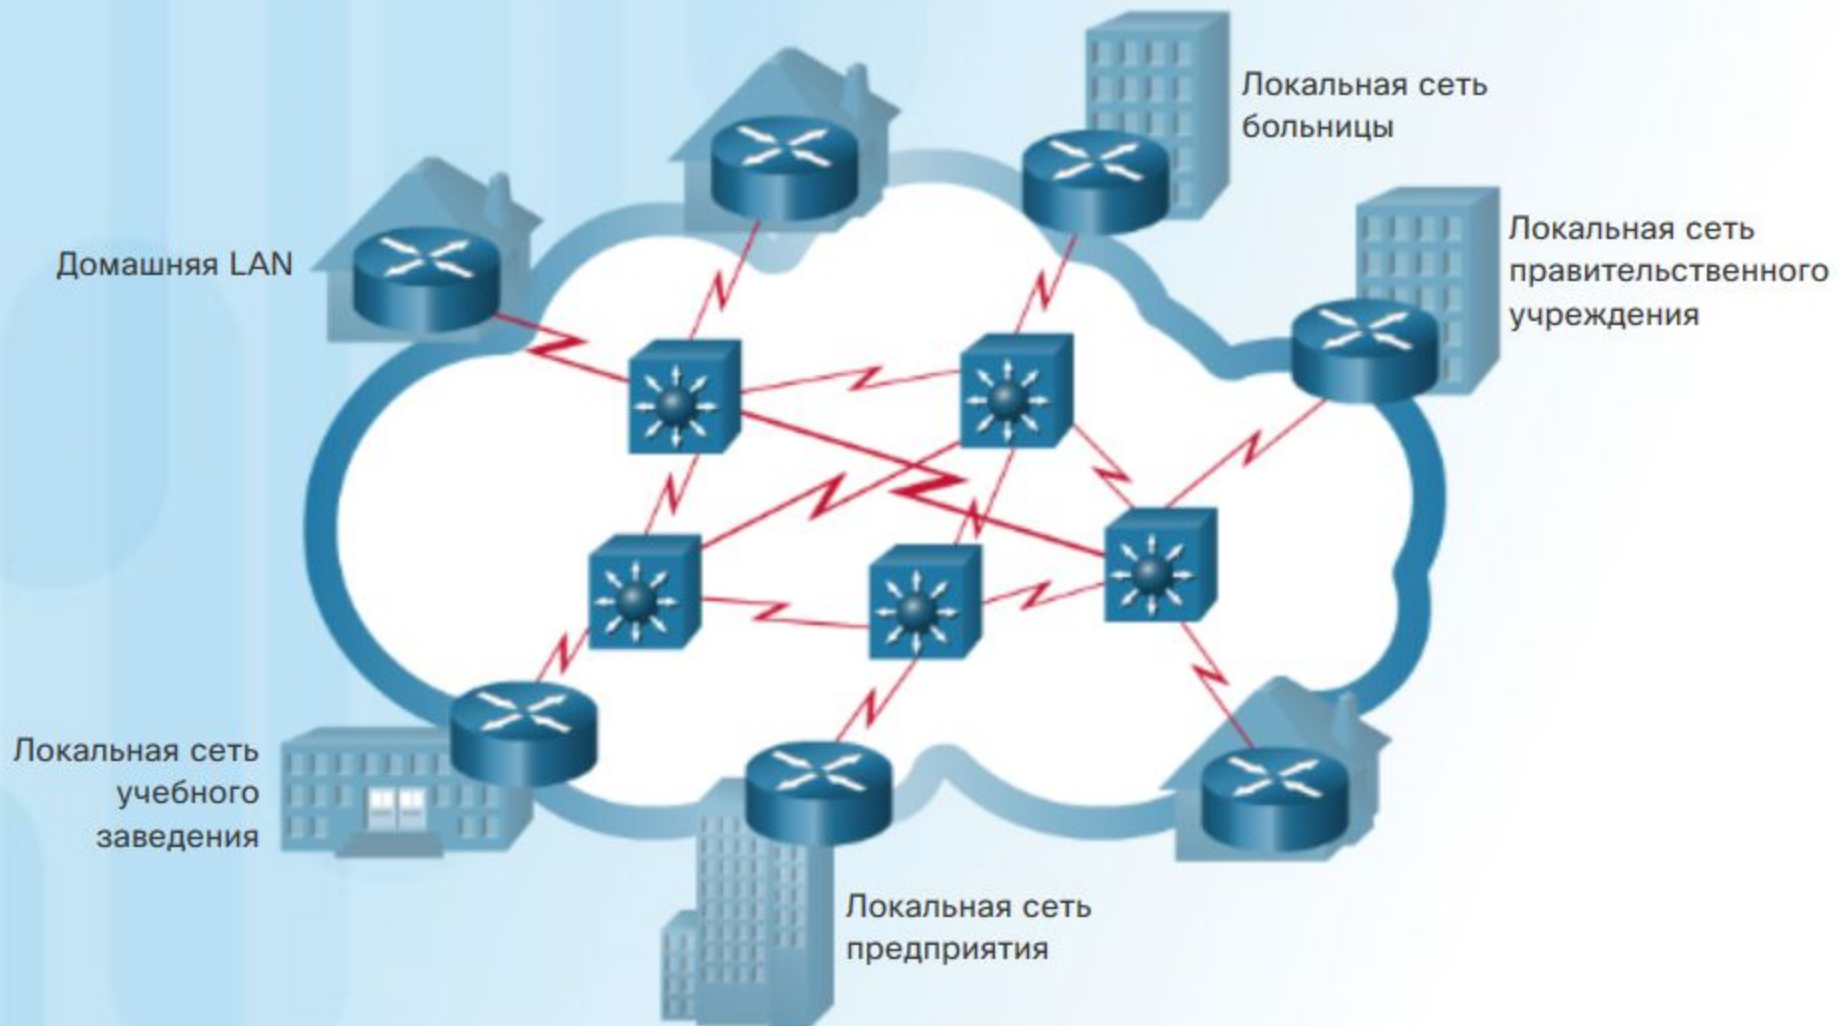 Локальная сеть
больницы
Локальная сеть
правительственного
учреждения
Домашняя LAN
Локальная сеть
учебного
заведения
Локальная сеть
предприятия